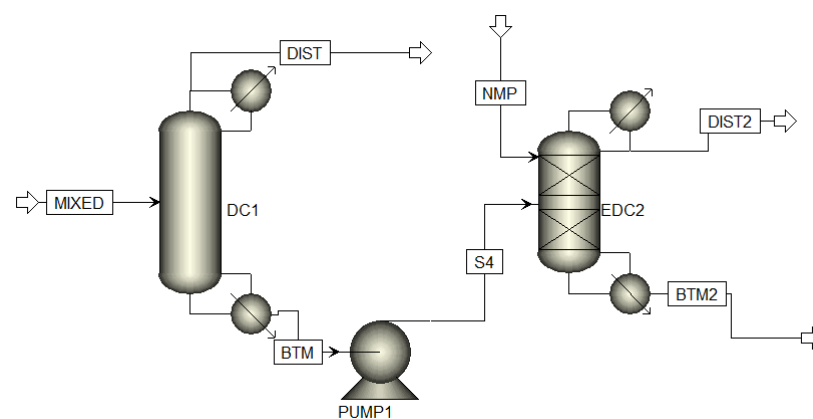 DIST
NMP
DIST2
MIXED
DC1
EDC2
S4
BTM2
BTM
PUMP1